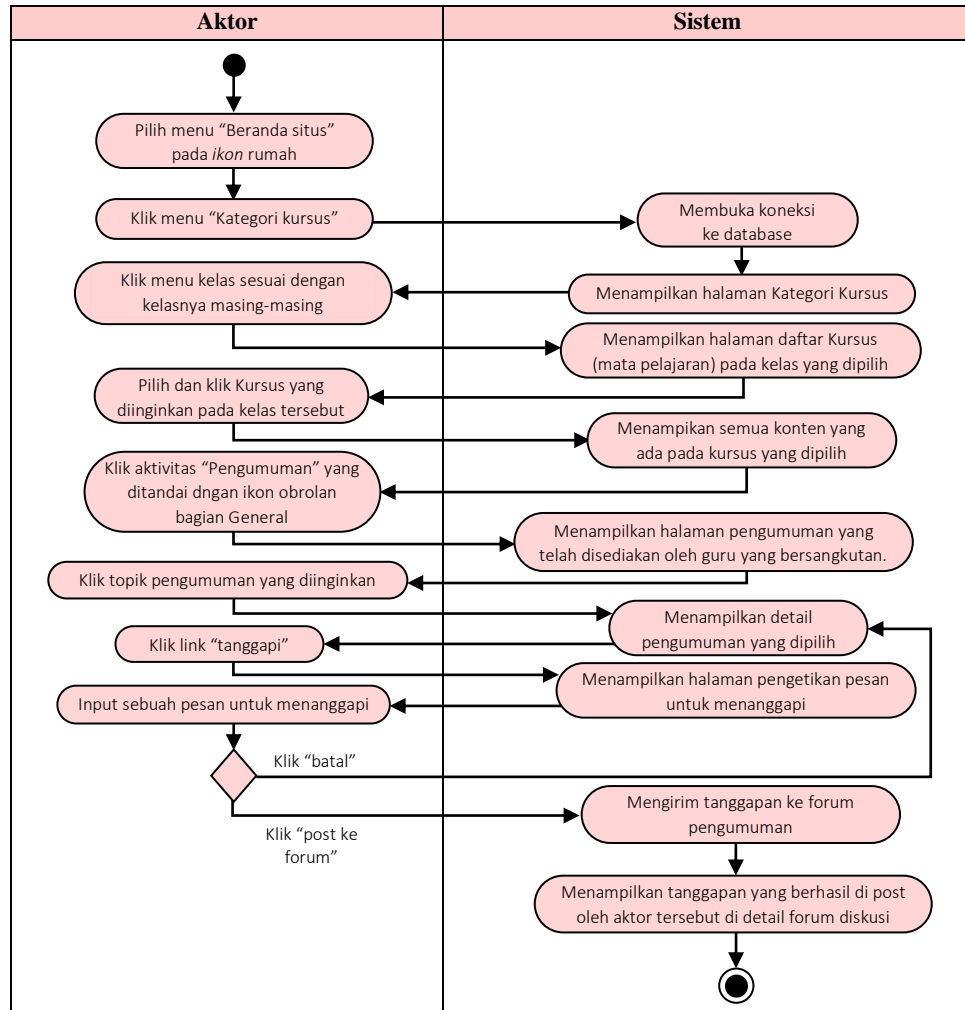 Aktor
Sistem
Pilih menu “Beranda situs”
pada ikon rumah
Klik menu “Kategori kursus”
Membuka koneksi
ke database
Menampilkan halaman Kategori Kursus
Klik menu kelas sesuai dengan
kelasnya masing-masing
Menampilkan halaman daftar Kursus
(mata pelajaran) pada kelas yang dipilih
Pilih dan klik Kursus yang
diinginkan pada kelas tersebut
Menampikan semua konten yang
ada pada kursus yang dipilih
Klik aktivitas “Pengumuman” yang
ditandai dngan ikon obrolan
bagian General
Menampilkan halaman pengumuman yang
telah disediakan oleh guru yang bersangkutan.
Klik topik pengumuman yang diinginkan
Menampilkan detail
pengumuman yang dipilih
Klik link “tanggapi”
Menampilkan halaman pengetikan pesan
untuk menanggapi
Input sebuah pesan untuk menanggapi
Klik “batal”
Klik “post ke
forum”
Mengirim tanggapan ke forum
pengumuman
Menampilkan tanggapan yang berhasil di post
oleh aktor tersebut di detail forum diskusi